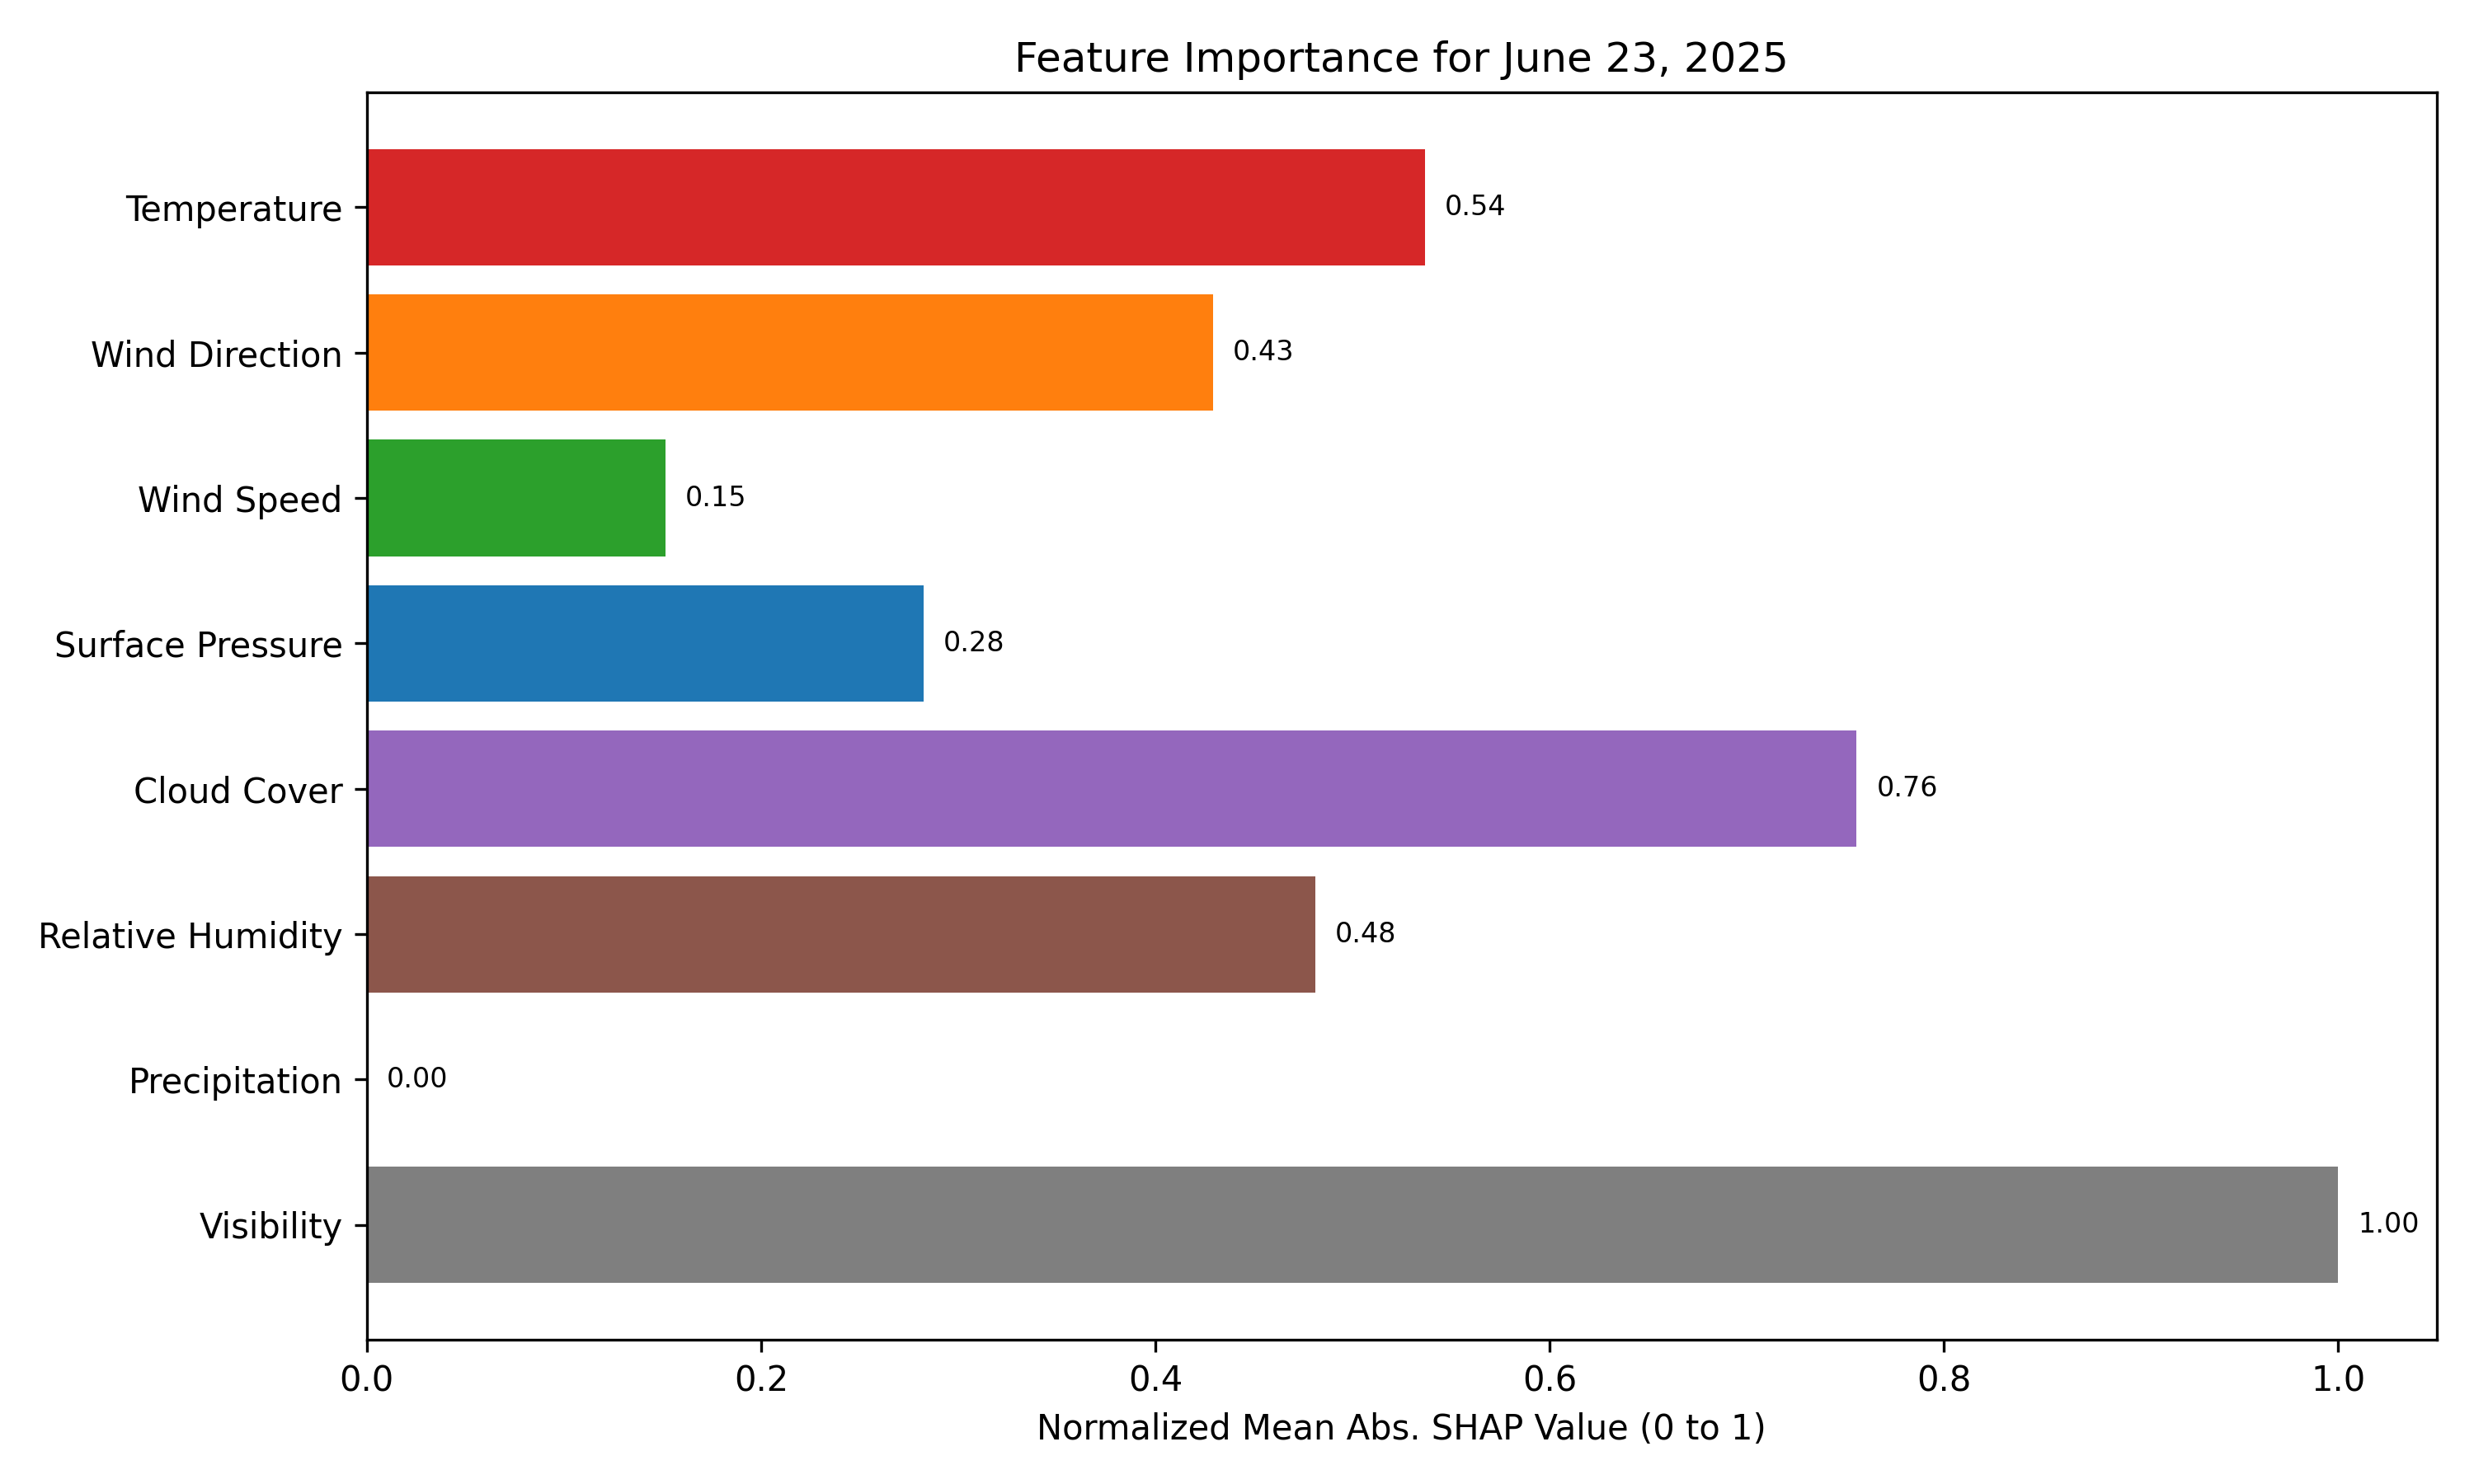 Feature Importance for June 23, 2025
Temperature
0.54
Wind Direction
0.43
Wind Speed
0.15
Surface Pressure
0.28
Cloud Cover
0.76
Relative Humidity
0.48
Precipitation
0.00
Visibility
1.00
0.0 0.2 0.4 0.6 0.8 1.0
Normalized Mean Abs. SHAP Value (0 to 1)